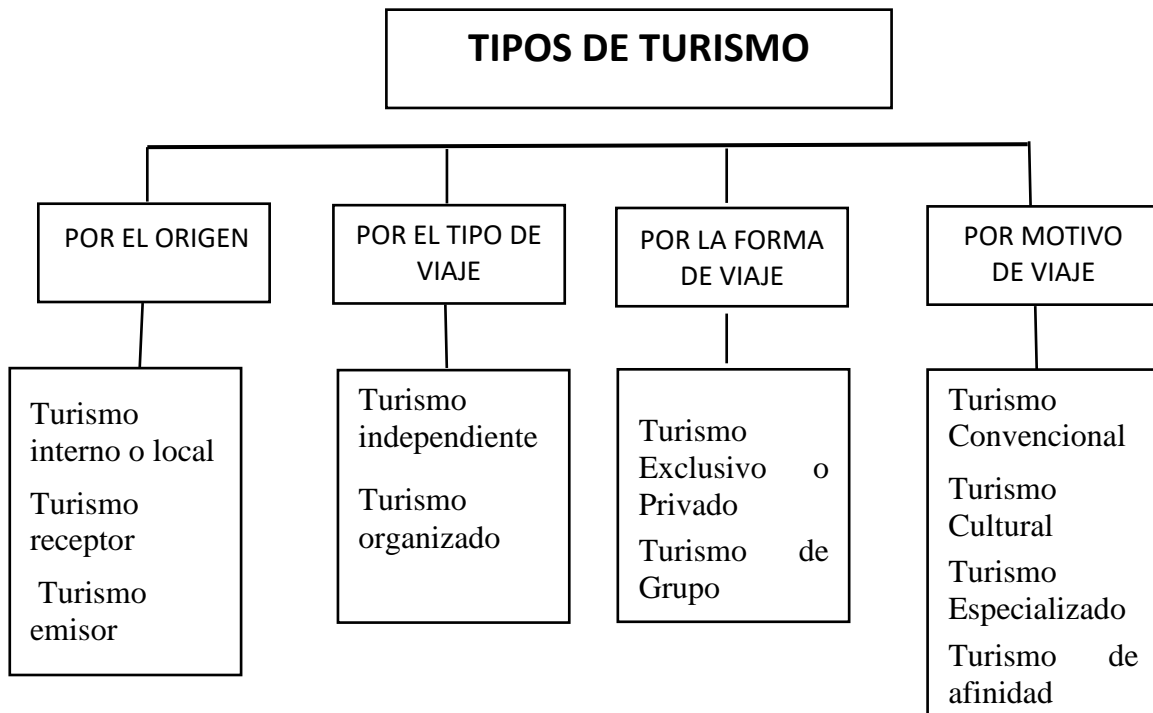 TIPOS DE TURISMO
POR EL ORIGEN
Turismo
interno o local
Turismo
receptor
Turismo
emisor
POR EL TIPO DE
VIAJE
Turismo
independiente
Turismo
organizado
POR LA FORMA
DE VIAJE
Turismo
Exclusivo o
Privado
Turismo de
Grupo
POR MOTIVO
DE VIAJE
Turismo
Convencional
Turismo
Cultural
Turismo
Especializado
Turismo de
afinidad